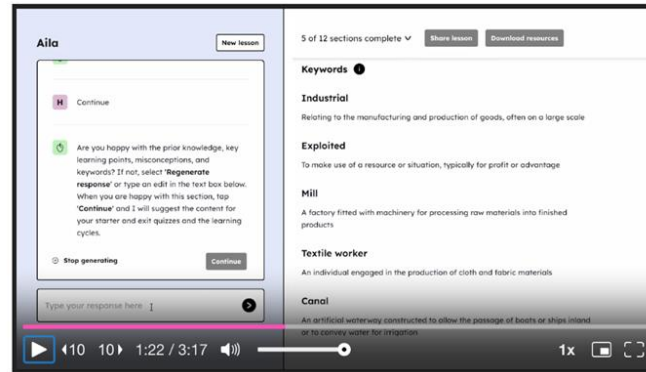 Aila
New lesson
H Continue
Are you happy with the prior knowledge, key
learning points, misconceptions, and
keywords? If not, select 'Regenerate
response' or type an edit in the text box below.
When you are happy with this section, tap
'Continue' and I will suggest the content for
your starter and exit quizzes and the learning
cycles.
Stop generating
Continue
Type your response here
5 of 12 sections complete
Share lesson
Download resources
Keywords
Industrial
Relating to the manufacturing and production of goods, often on a large scale
Exploited
To make use of a resource or situation, typically for profit or advantage
Mill
A factory fitted with machinery for processing raw materials into finished
products
Textile worker
An individual engaged in the production of cloth and fabric materials
Canal
An artificial waterway constructed to allow the passage of boats or ships inland
or to convey water for irrigation
10 10 1:22 / 3:17
1x